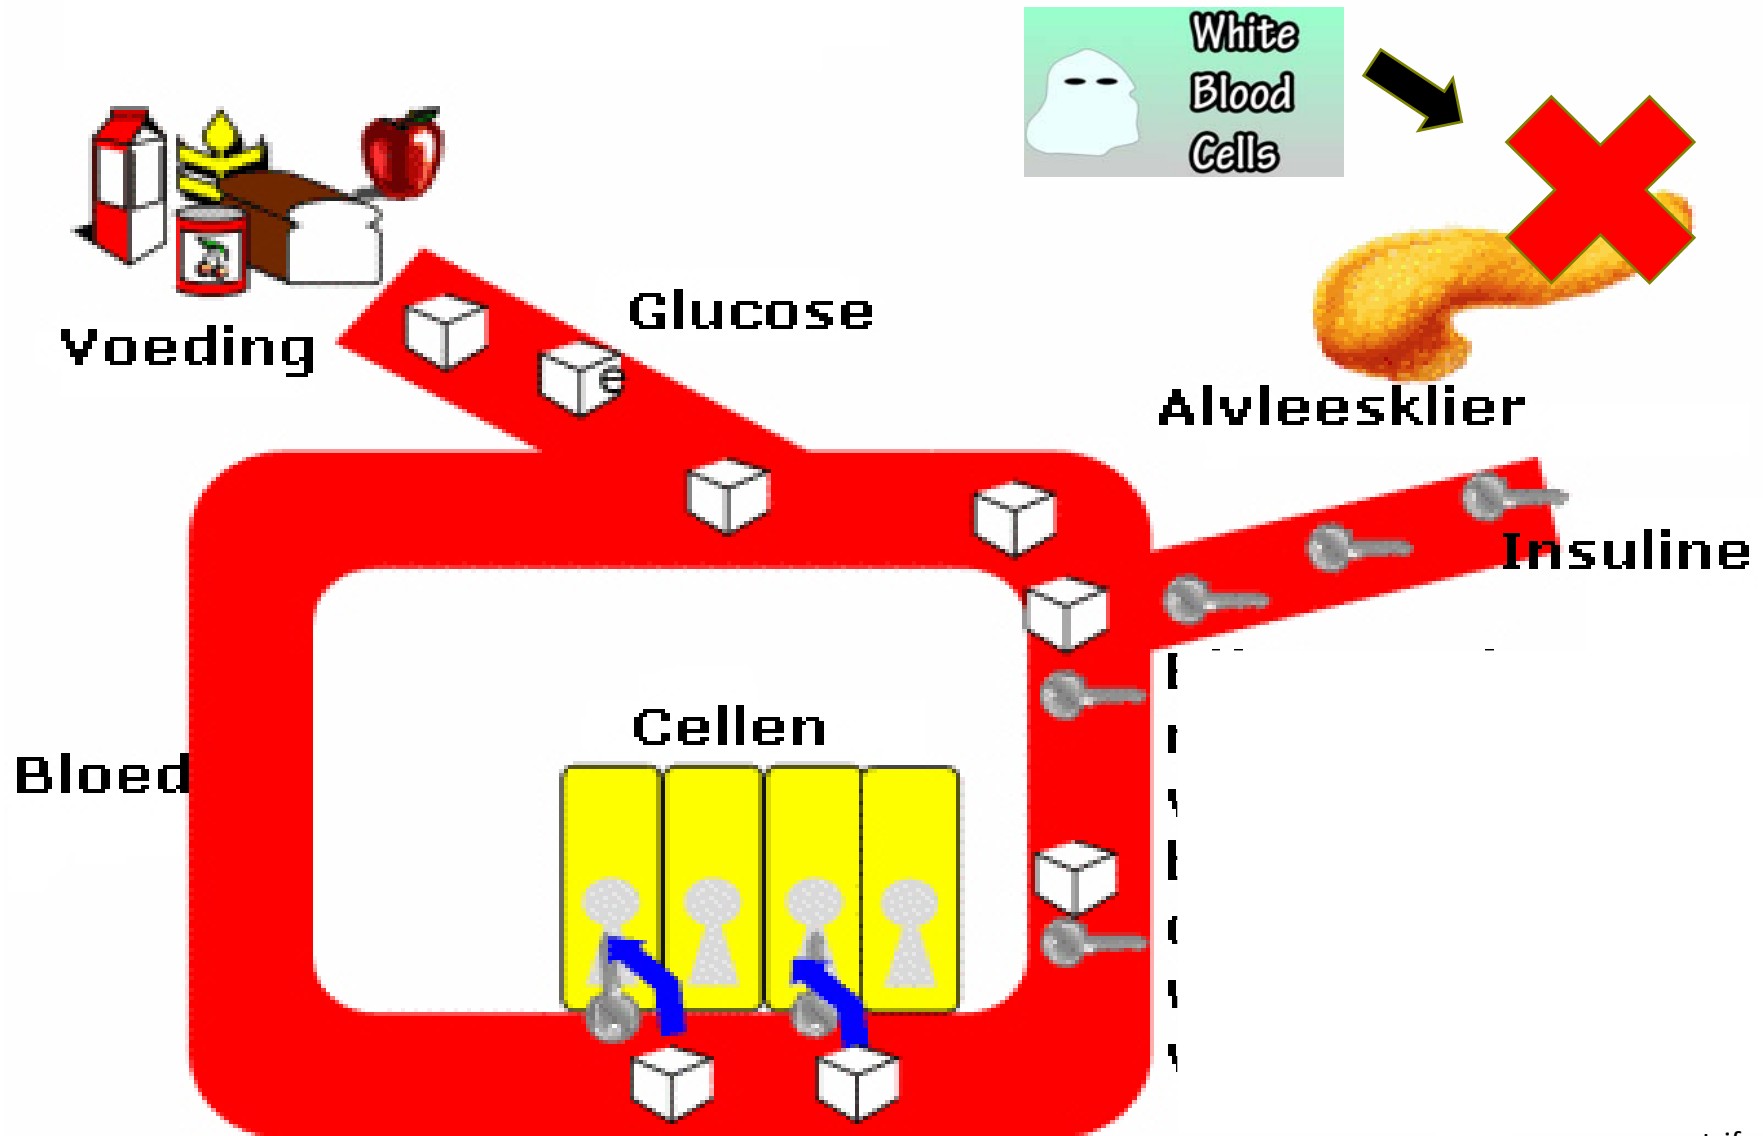 White
Blood
Cells
Glucose
Voeding
Alvleesklier
Insuline
Cellen
Bloed